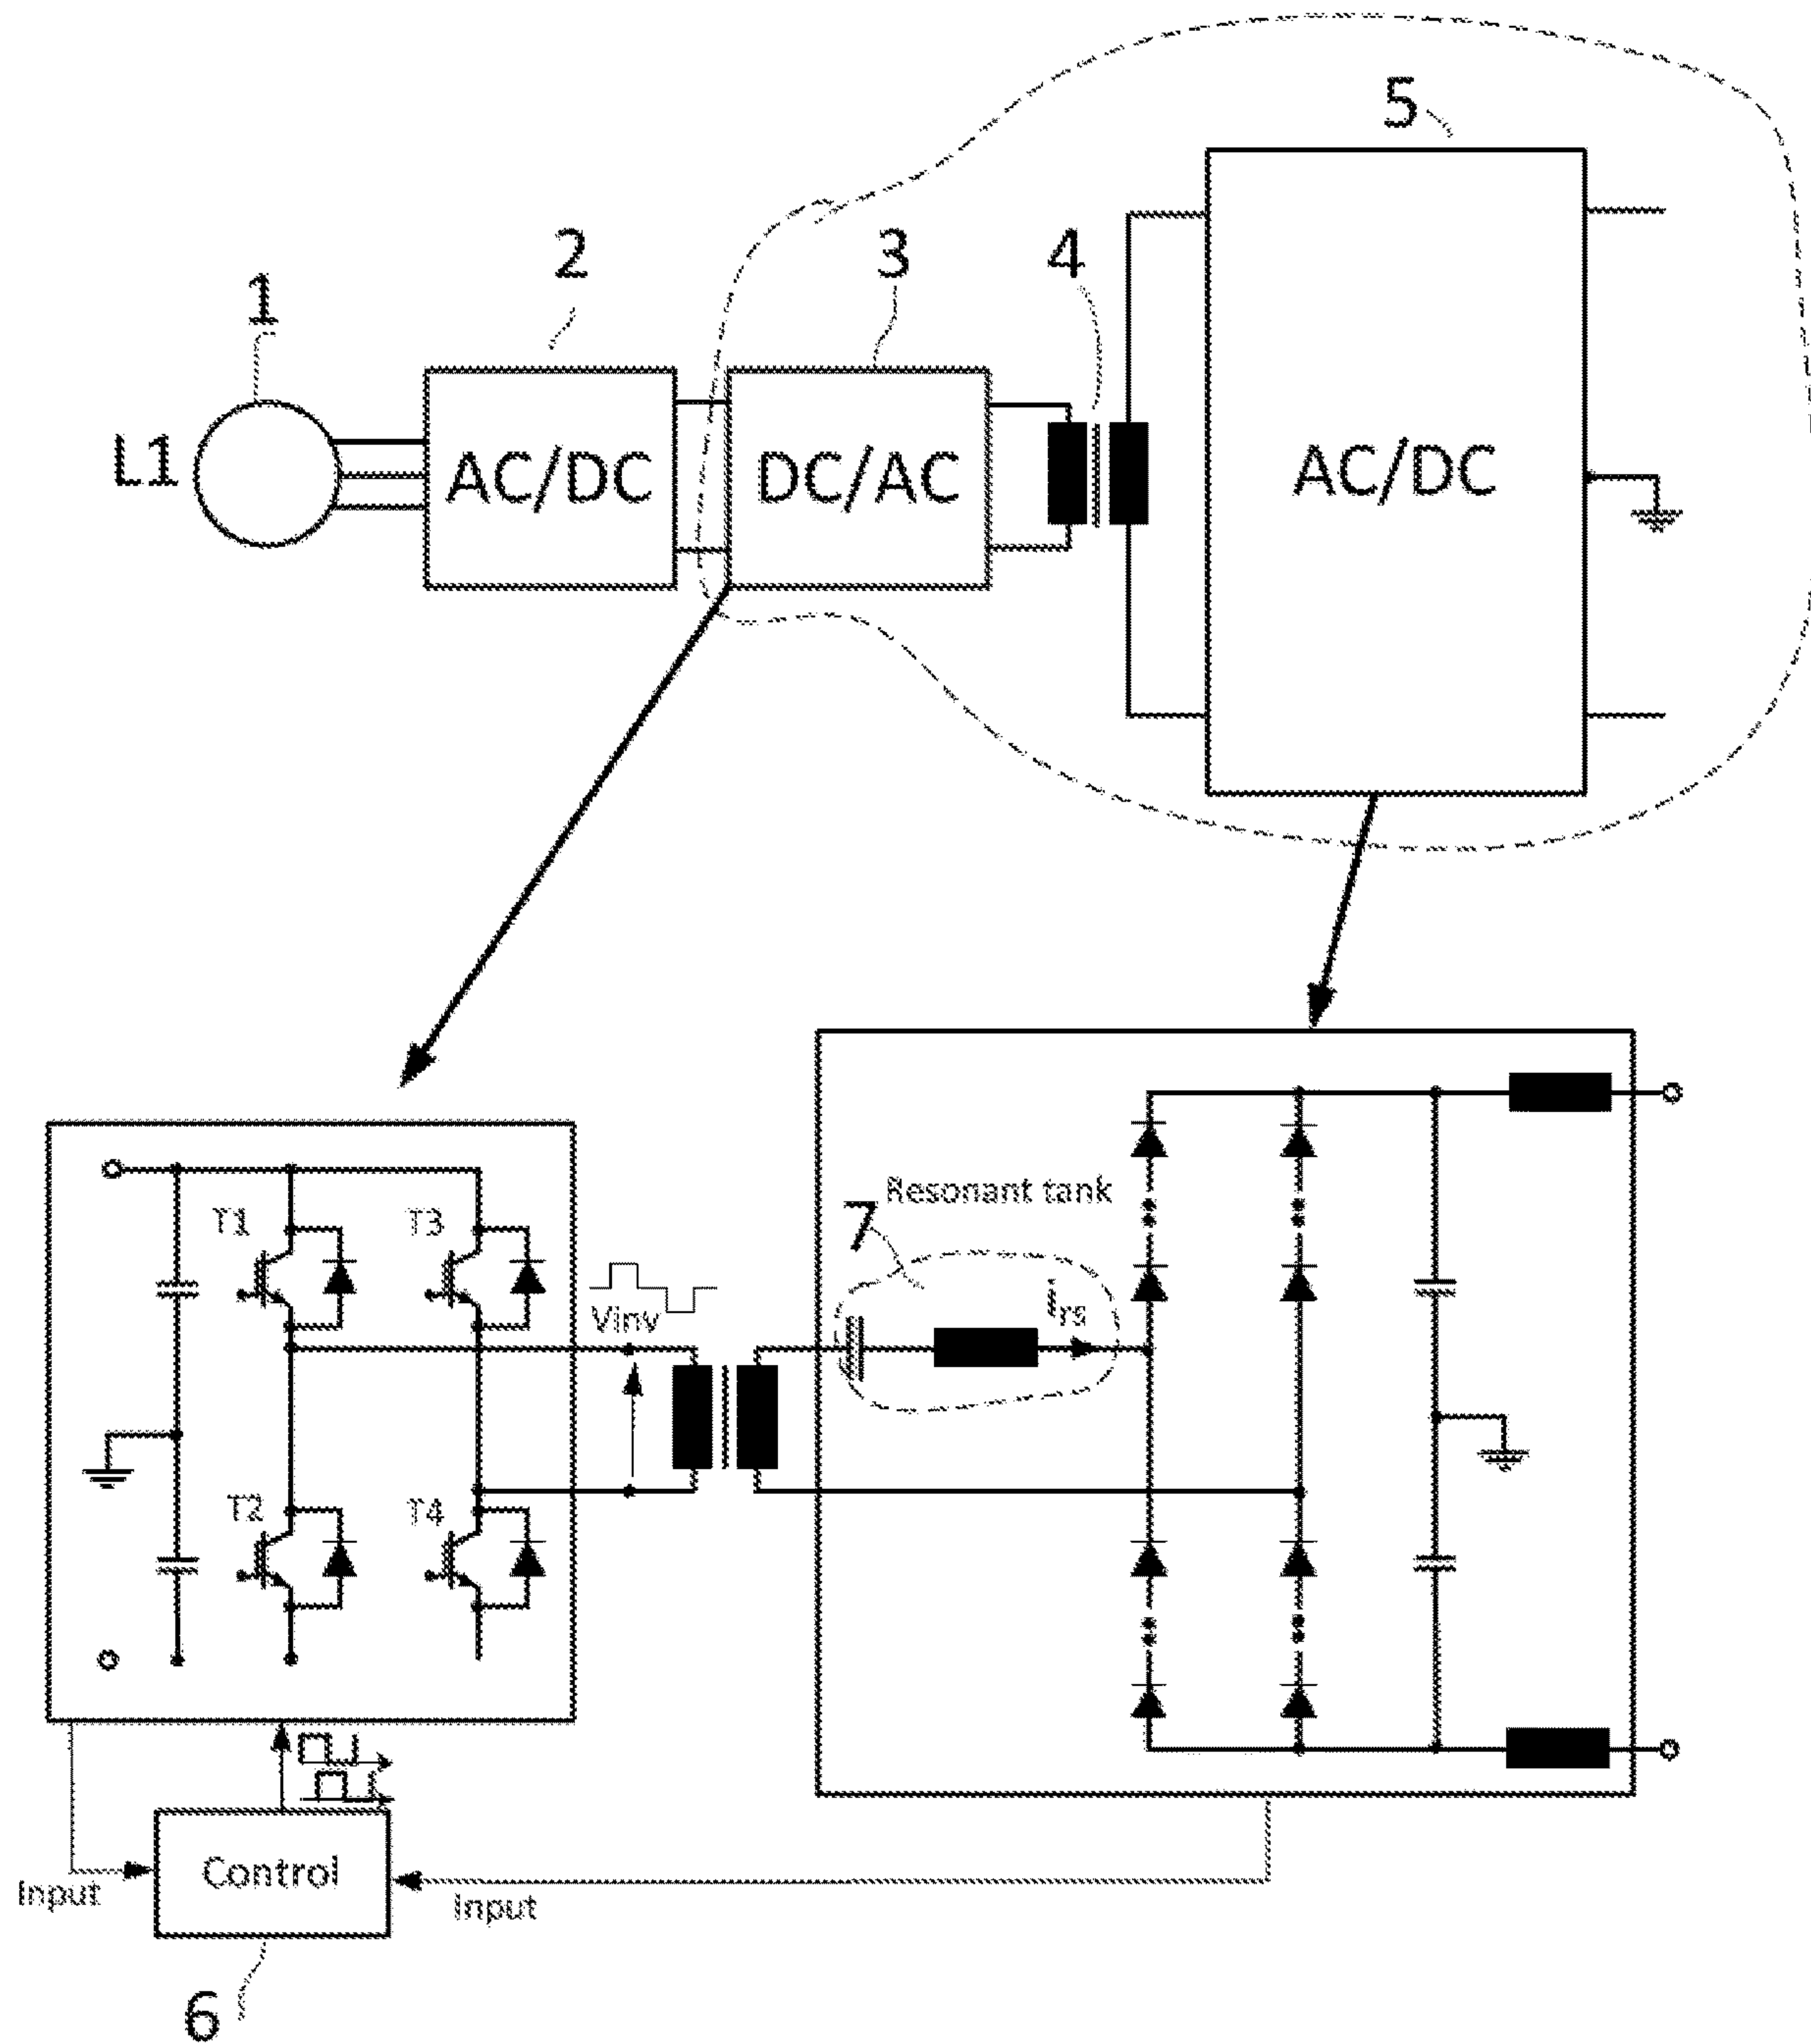 5
2
3
4
1
L1
AC/DC
DC/AC
AC/DC
Resonant tank
7
T1
T3
irs
Vinv
T2
T4
Control
Input
Input
6